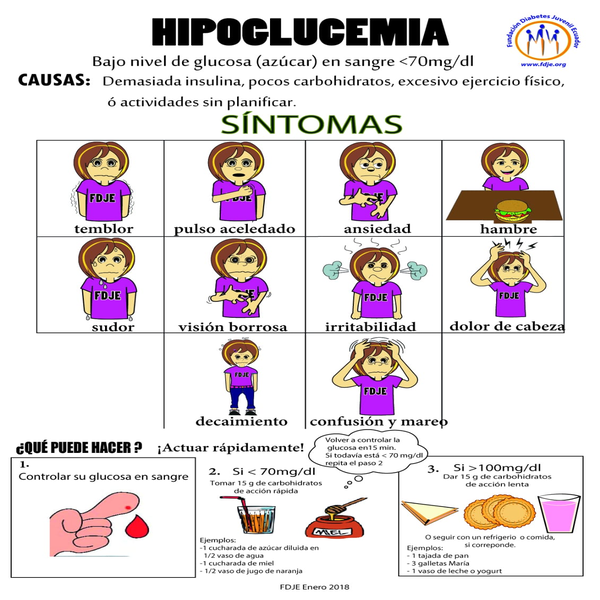 HIPOGLUCEMIA
Fundación Diabetes Juvenil Ecuador
www.fdje.org
Bajo nivel de glucosa (azúcar) en sangre <70mg/dl
CAUSAS: Demasiada insulina, pocos carbohidratos, excesivo ejercicio físico,
ó actividades sin planificar.
SÍNTOMAS
FDJE
FDJE
FDJE
temblor
pulso aceledado
ansiedad
hambre
FDJE
FDJE
FDJE
FDJE
sudor
visión borrosa
irritabilidad
dolor de cabeza
FDJE
FDJE
decaimiento
confusión y mareo
¿QUÉ PUEDE HACER ?
¡Actuar rápidamente!
Volver a controlar la
glucosa en15 min.
Si todavía está < 70 mg/dl
repita el paso 2
1.
Controlar su glucosa en sangre
2. Si < 70mg/dl
Tomar 15 g de carbohidratos
de acción rápida
MIEL
Ejemplos:
-1 cucharada de azúcar diluida en
1/2 vaso de agua
-1 cucharada de miel
- 1/2 vaso de jugo de naranja
3. Si >100mg/dl
Dar 15 g de carbohidratos
de acción lenta
O seguir con un refrigerio o comida,
si correponde.
Ejemplos:
- 1 tajada de pan
- 3 galletas María
- 1 vaso de leche o yogurt
FDJE Enero 2018